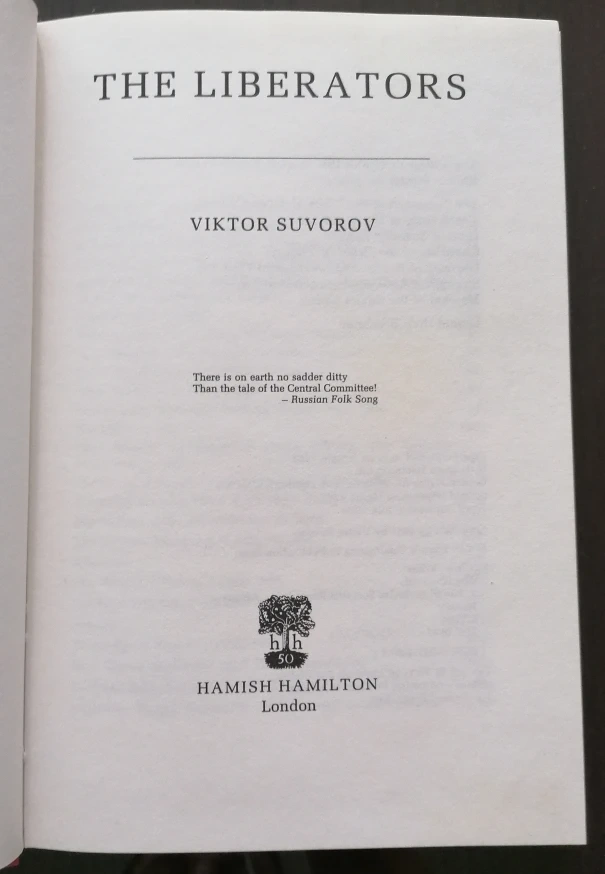 THE LIBERATORS
VIKTOR SUVOROV
There is on earth no sadder ditty
Than the tale of the Central Committee!
– Russian Folk Song
h h
50
HAMISH HAMILTON
London